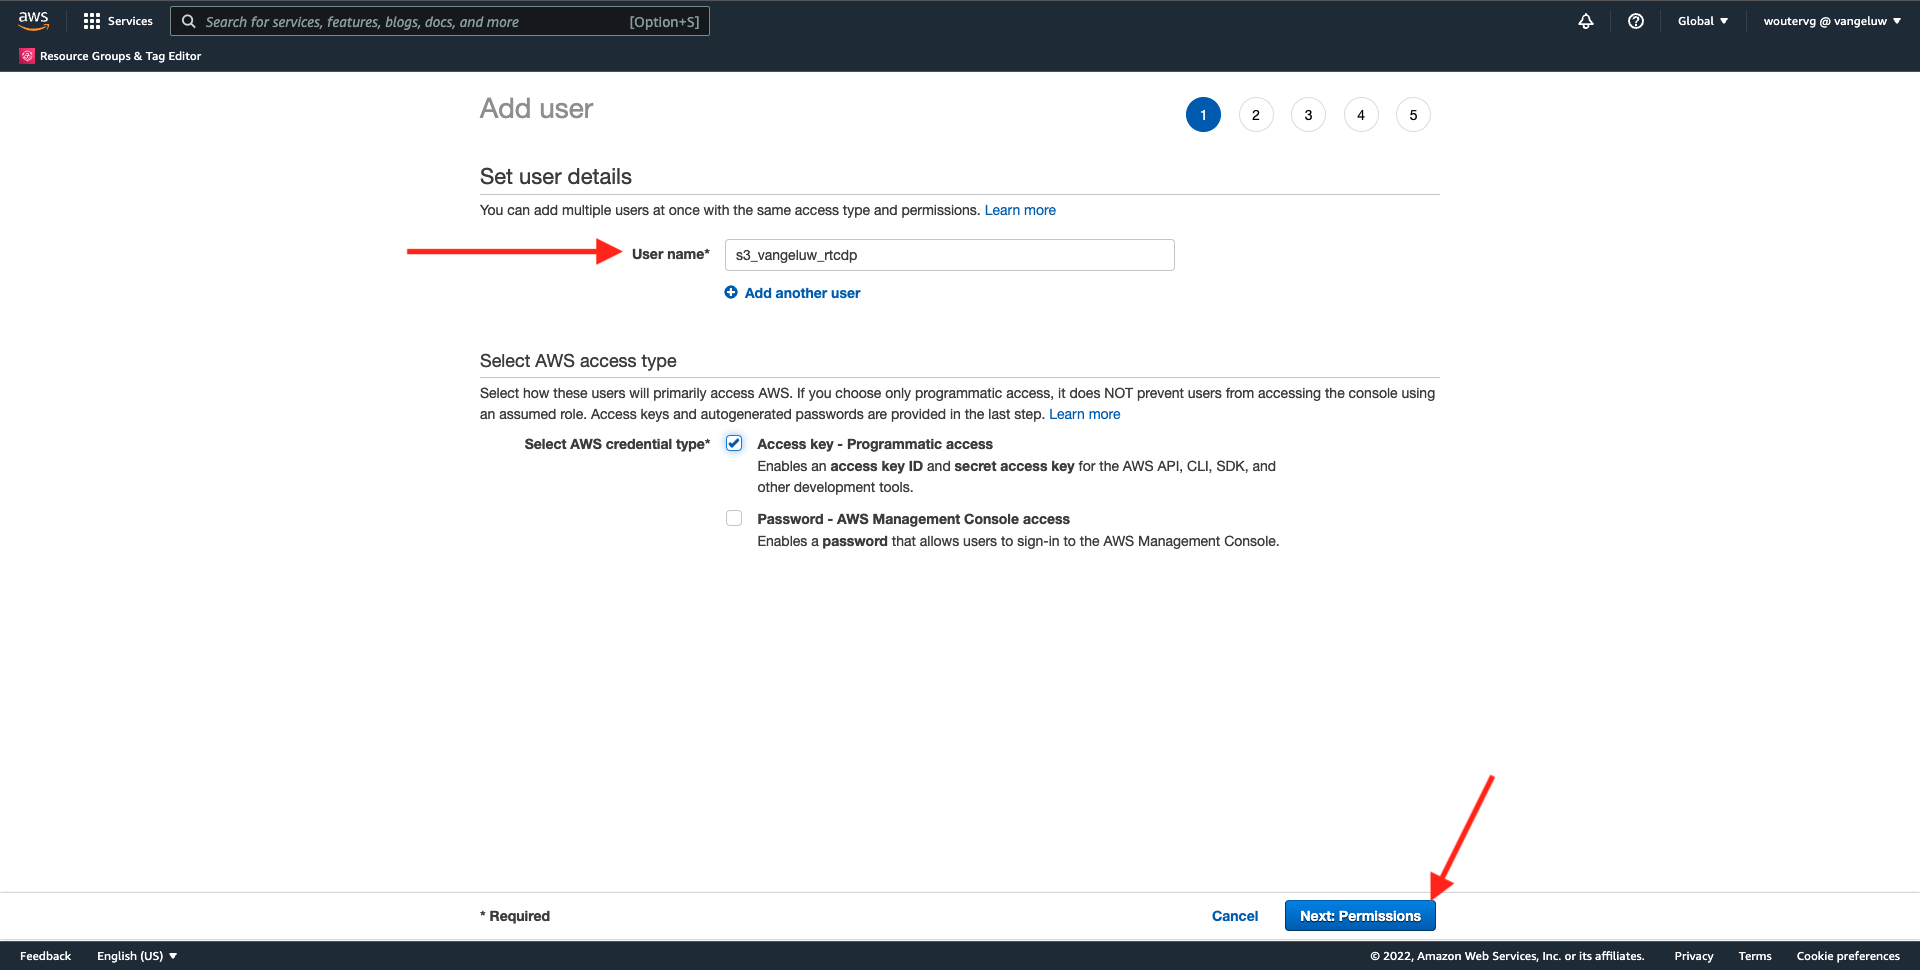 aws
Services
Search for services, features, blogs, docs, and more
[Option+S]
Global
woutervg @ vangeluw
Resource Groups & Tag Editor
Add user
1
2
3
4
5
Set user details
You can add multiple users at once with the same access type and permissions. Learn more
User name*
s3_vangeluw_rtcdp
Add another user
Select AWS access type
Select how these users will primarily access AWS. If you choose only programmatic access, it does NOT prevent users from accessing the console using
an assumed role. Access keys and autogenerated passwords are provided in the last step. Learn more
Select AWS credential type*
Access key - Programmatic access
Enables an access key ID and secret access key for the AWS API, CLI, SDK, and
other development tools.
Password - AWS Management Console access
Enables a password that allows users to sign-in to the AWS Management Console.
* Required
Cancel
Next: Permissions
Feedback
English (US)
© 2022, Amazon Web Services, Inc. or its affiliates.
Privacy
Terms
Cookie preferences